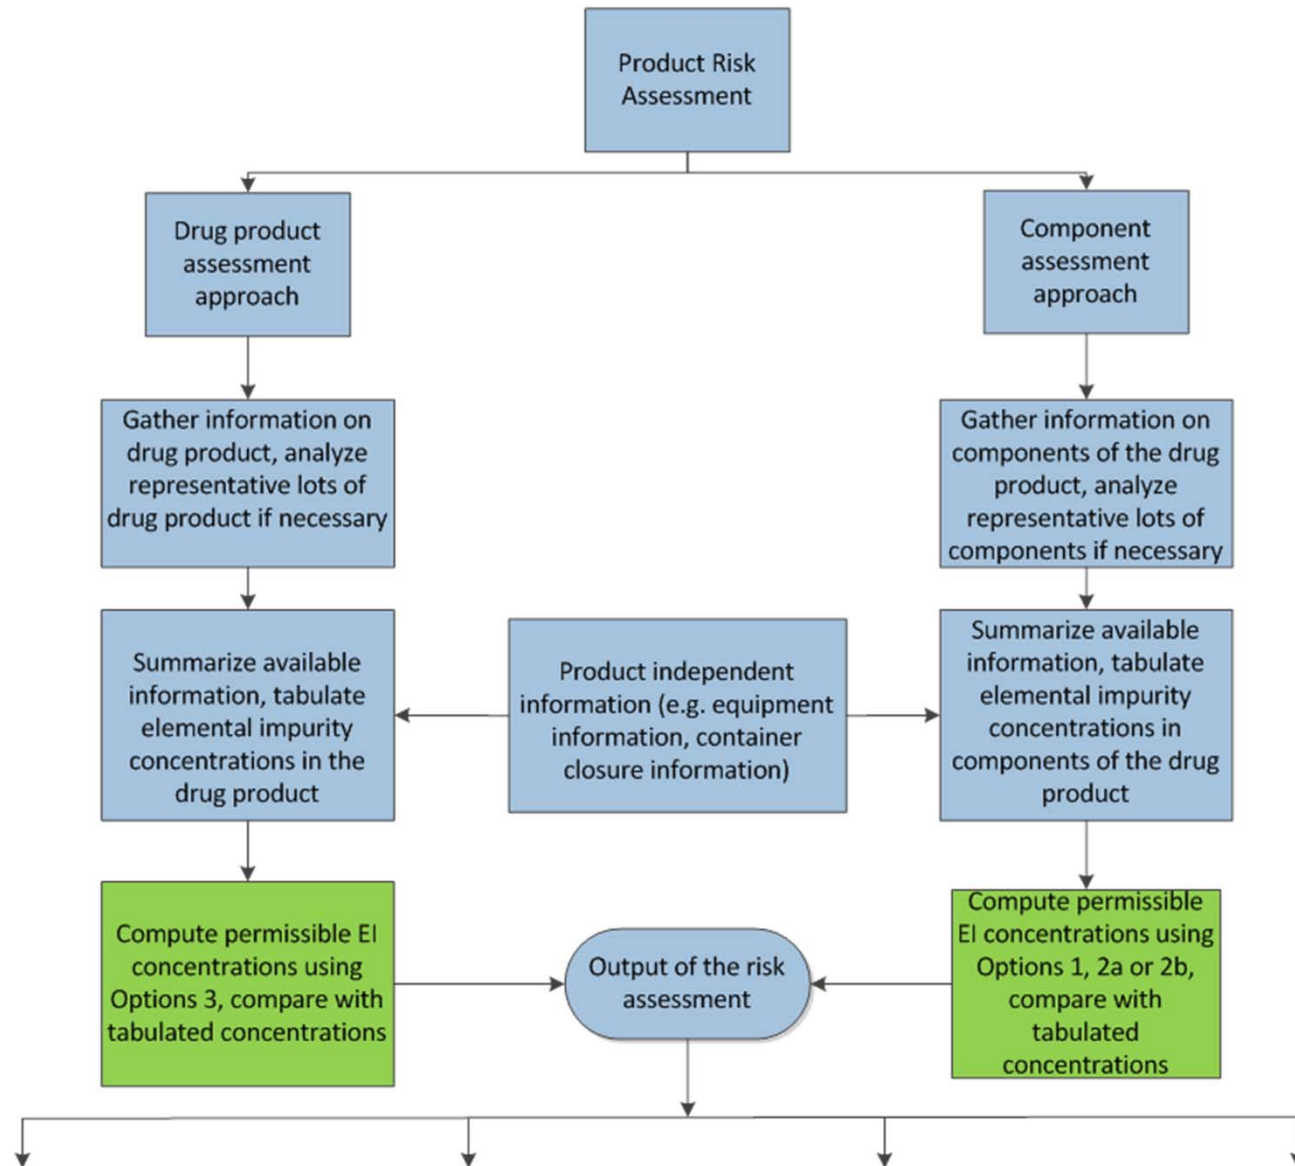 Product Risk
Assessment
Drug product
assessment
approach
Component
assessment
approach
Gather information on
drug product, analyze
representative lots of
drug product if necessary
Gather information on
components of the drug
product, analyze
representative lots of
components if necessary
Summarize available
information, tabulate
elemental impurity
concentrations in the
drug product
Product independent
information (e.g. equipment
information, container
closure information)
Summarize available
information, tabulate
elemental impurity
concentrations in
components of the drug
product
Compute permissible EI
concentrations using
Options 3, compare with
tabulated concentrations
Output of the risk
assessment
Compute permissible
EI concentrations using
Options 1, 2a or 2b,
compare with
tabulated
concentrations